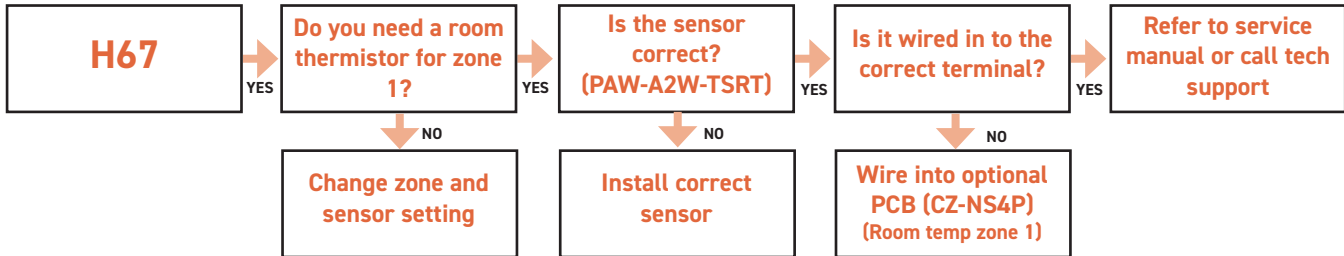 H67
YES
Do you need a room
thermistor for zone
1?
YES
Is the sensor
correct?
(PAW-A2W-TSRT)
YES
Is it wired in to the
correct terminal?
YES
Refer to service
manual or call tech
support
NO
Change zone and
sensor setting
NO
Install correct
sensor
NO
Wire into optional
PCB (CZ-NS4P)
(Room temp zone 1)